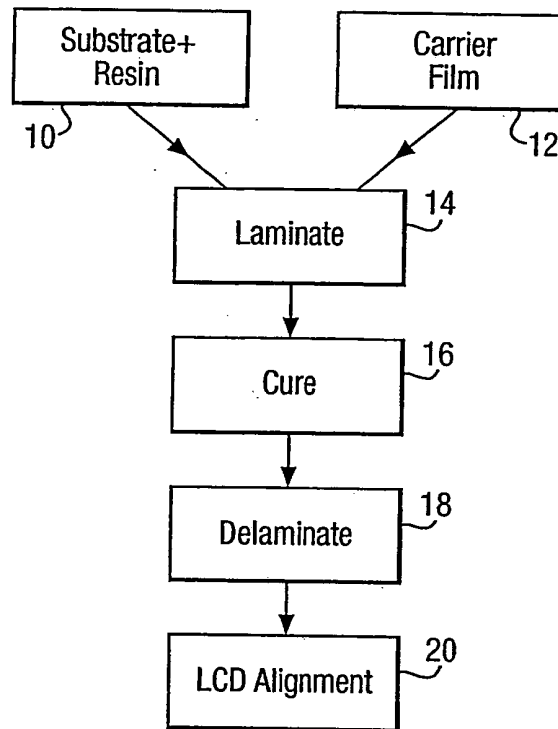 Substrate+
Resin
10
Carrier
Film
12
Laminate
14
Cure
16
Delaminate
18
LCD Alignment
20